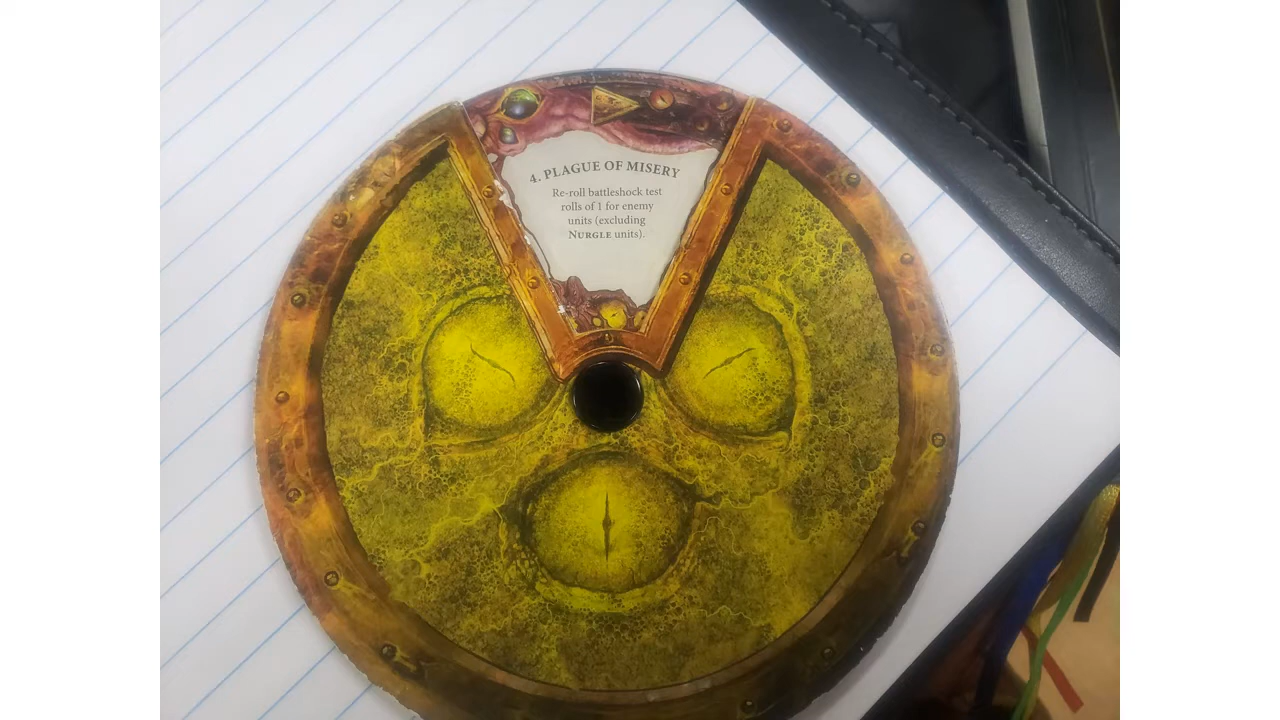 4. PLAGUE OF MISERY
Re-roll battleshock test
rolls of 1 for enemy
units (excluding
NURGLE units).